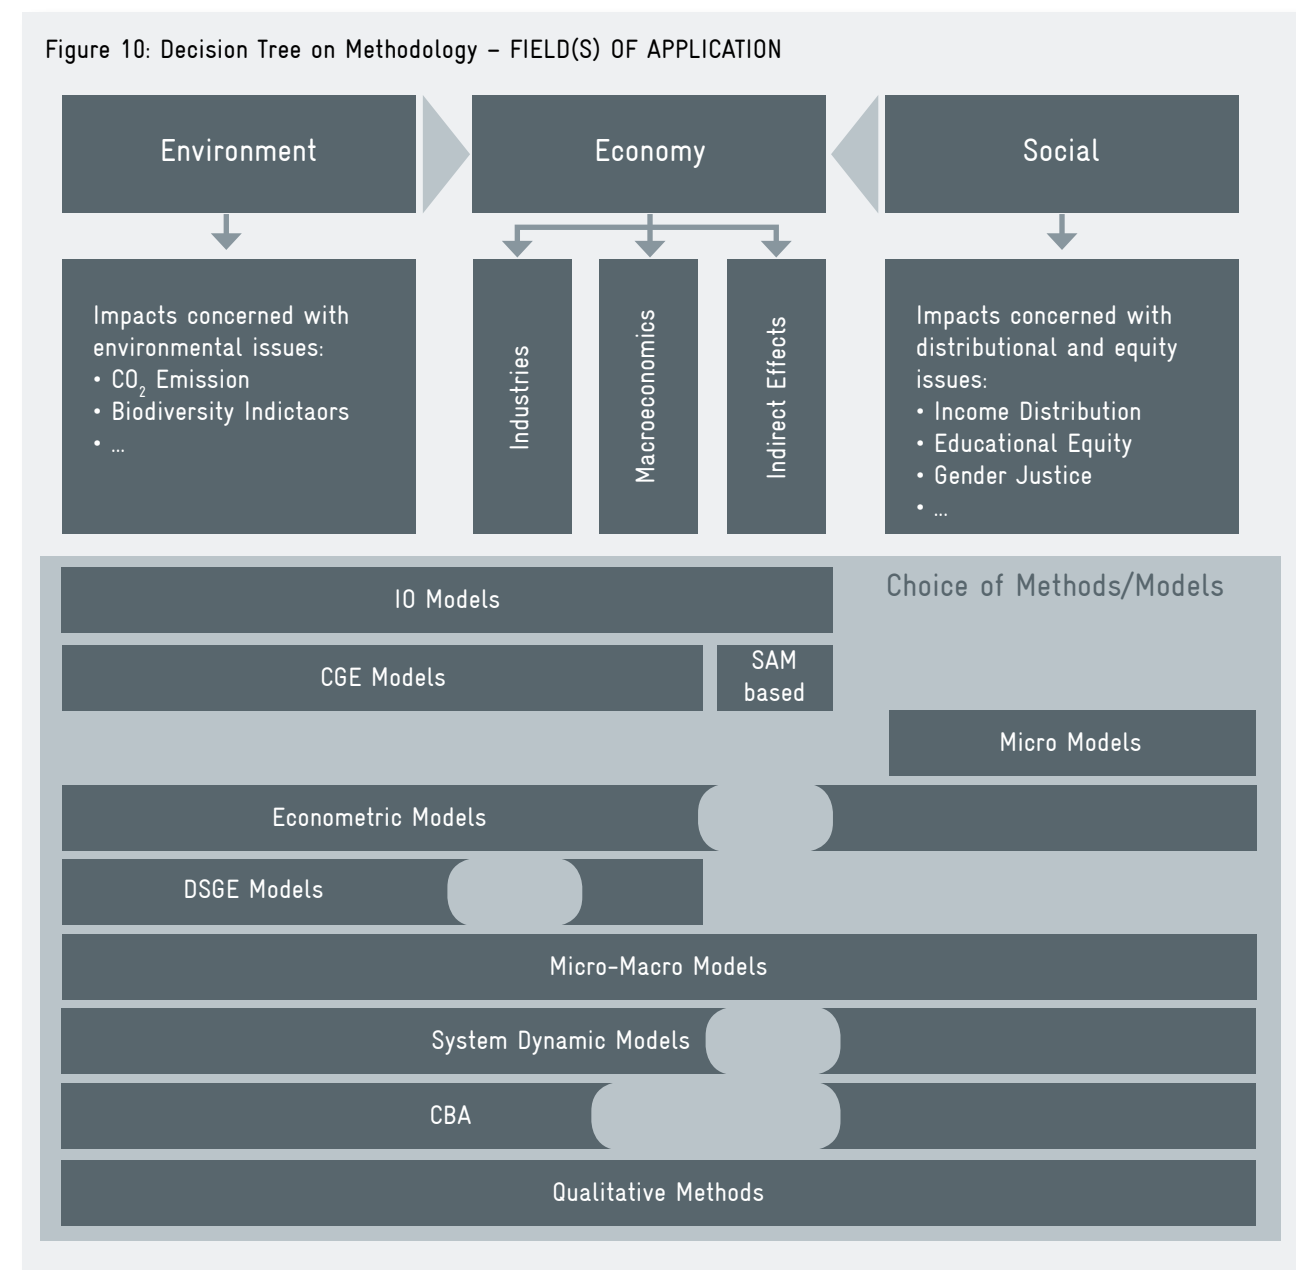 Figure 10: Decision Tree on Methodology – FIELD(S) OF APPLICATION
Environment
Economy
Social
Impacts concerned with
environmental issues:
• CO₂ Emission
• Biodiversity Indictaors
• ...
Industries
Macroeconomics
Indirect Effects
Impacts concerned with
distributional and equity
issues:
• Income Distribution
• Educational Equity
• Gender Justice
• ...
Choice of Methods/Models
IO Models
CGE Models
SAM
based
Micro Models
Econometric Models
DSGE Models
Micro-Macro Models
System Dynamic Models
CBA
Qualitative Methods